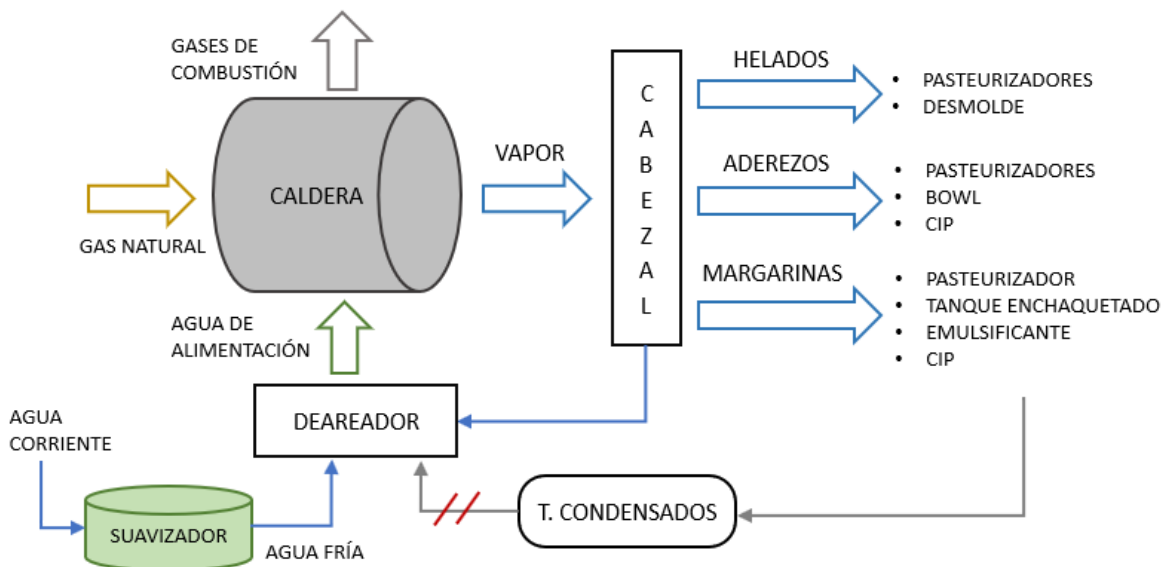 GASES DE
COMBUSTIÓN
CALDERA
GAS NATURAL
VAPOR
CABEZAL
HELADOS
• PASTEURIZADORES
• DESMOLDE
ADEREZOS
• PASTEURIZADORES
• BOWL
• CIP
MARGARINAS
• PASTEURIZADOR
• TANQUE ENCHAQUETADO
• EMULSIFICANTE
• CIP
AGUA DE
ALIMENTACIÓN
DEAREADOR
AGUA
CORRIENTE
SUAVIZADOR
AGUA FRÍA
T. CONDENSADOS